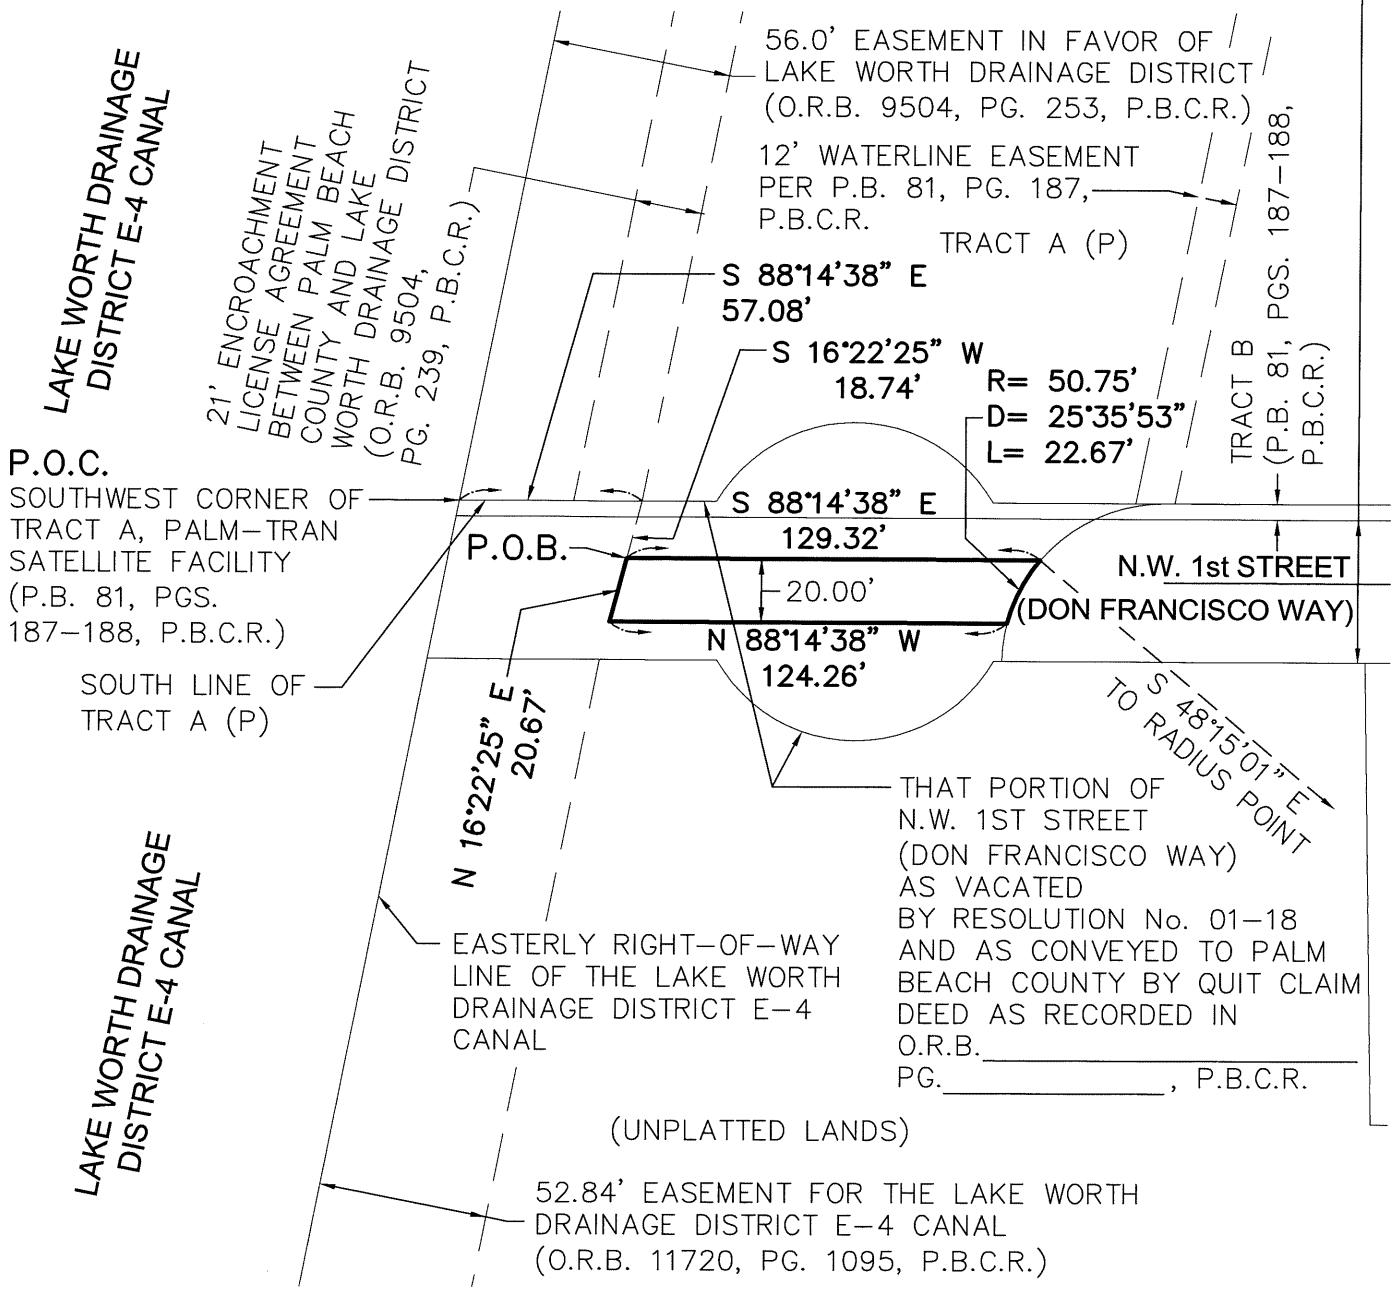 LAKE WORTH DRAINAGE
DISTRICT E-4 CANAL
21' ENCROACHMENT
LICENSE AGREEMENT
BETWEEN PALM BEACH
COUNTY AND LAKE
WORTH DRAINAGE DISTRICT
(O.R.B. 9504,
PG. 239, P.B.C.R.)
56.0' EASEMENT IN FAVOR OF
LAKE WORTH DRAINAGE DISTRICT
(O.R.B. 9504, PG. 253, P.B.C.R.)
12' WATERLINE EASEMENT
PER P.B. 81, PG. 187,
P.B.C.R.
TRACT A (P)
TRACT B
(P.B. 81, PGS. 187-188,
P.B.C.R.)
S 88°14'38" E
57.08'
S 16°22'25" W
18.74'
R= 50.75'
D= 25°35'53"
L= 22.67'
P.O.C.
SOUTHWEST CORNER OF
TRACT A, PALM-TRAN
SATELLITE FACILITY
(P.B. 81, PGS.
187-188, P.B.C.R.)
SOUTH LINE OF
TRACT A (P)
P.O.B.
S 88°14'38" E
129.32'
20.00'
N 88°14'38" W
124.26'
N 16°22'25" E
20.67'
N.W. 1st STREET
(DON FRANCISCO WAY)
S 48°15'01" E
TO RADIUS POINT
THAT PORTION OF
N.W. 1ST STREET
(DON FRANCISCO WAY)
AS VACATED
BY RESOLUTION No. 01-18
AND AS CONVEYED TO PALM
BEACH COUNTY BY QUIT CLAIM
DEED AS RECORDED IN
O.R.B.
PG. , P.B.C.R.
EASTERLY RIGHT-OF-WAY
LINE OF THE LAKE WORTH
DRAINAGE DISTRICT E-4
CANAL
LAKE WORTH DRAINAGE
DISTRICT E-4 CANAL
(UNPLATTED LANDS)
52.84' EASEMENT FOR THE LAKE WORTH
DRAINAGE DISTRICT E-4 CANAL
(O.R.B. 11720, PG. 1095, P.B.C.R.)